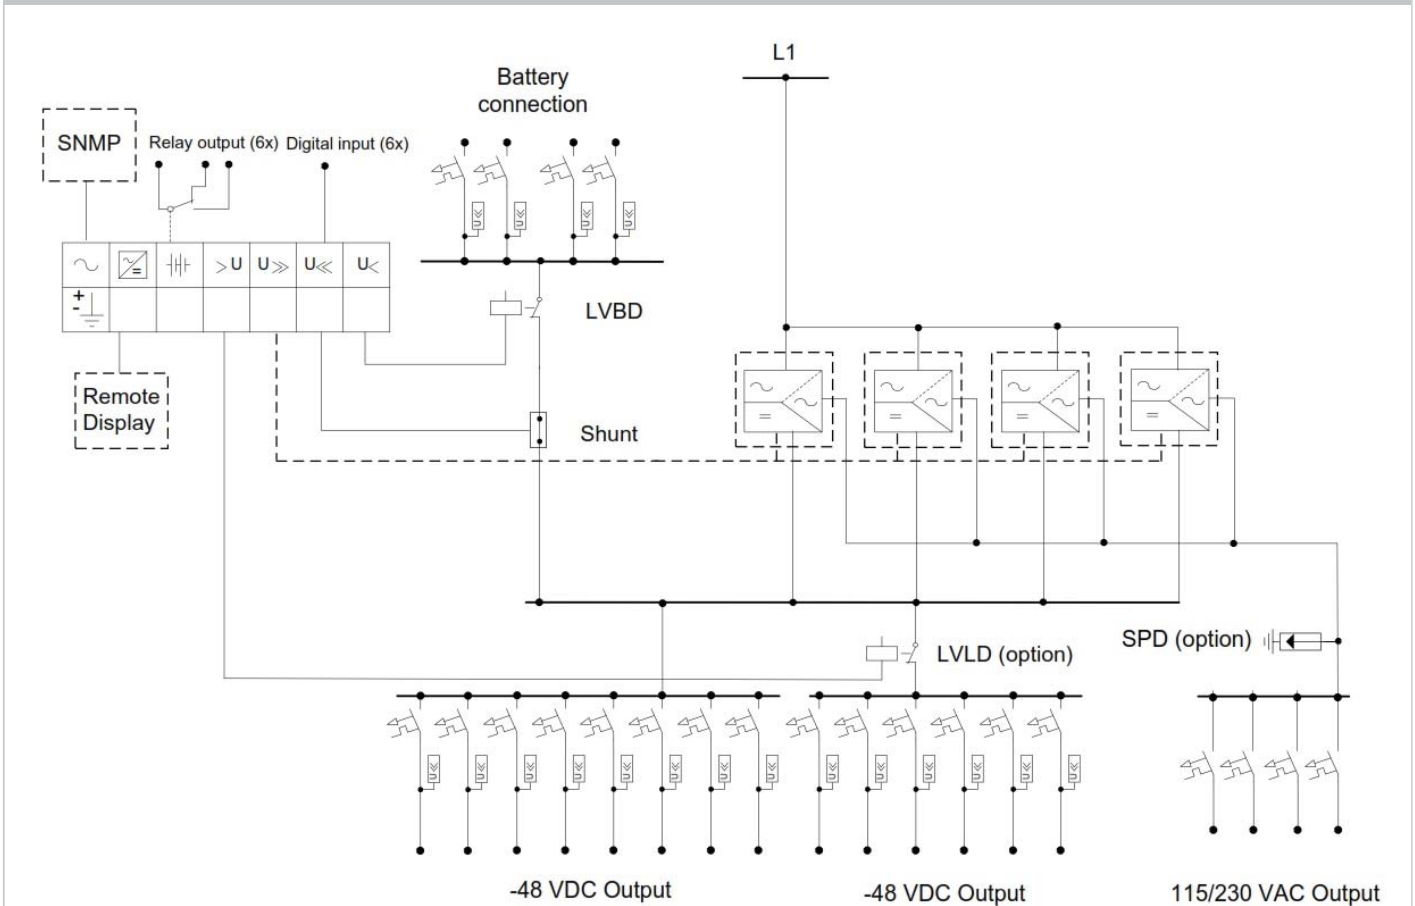 L1
Battery
connection
SNMP
Relay output (6x)
Digital input (6x)
>U
U>>
U<<
U<
+
-
LVBD
Remote
Display
Shunt
SPD (option)
LVLD (option)
U<<
-48 VDC Output
-48 VDC Output
115/230 VAC Output